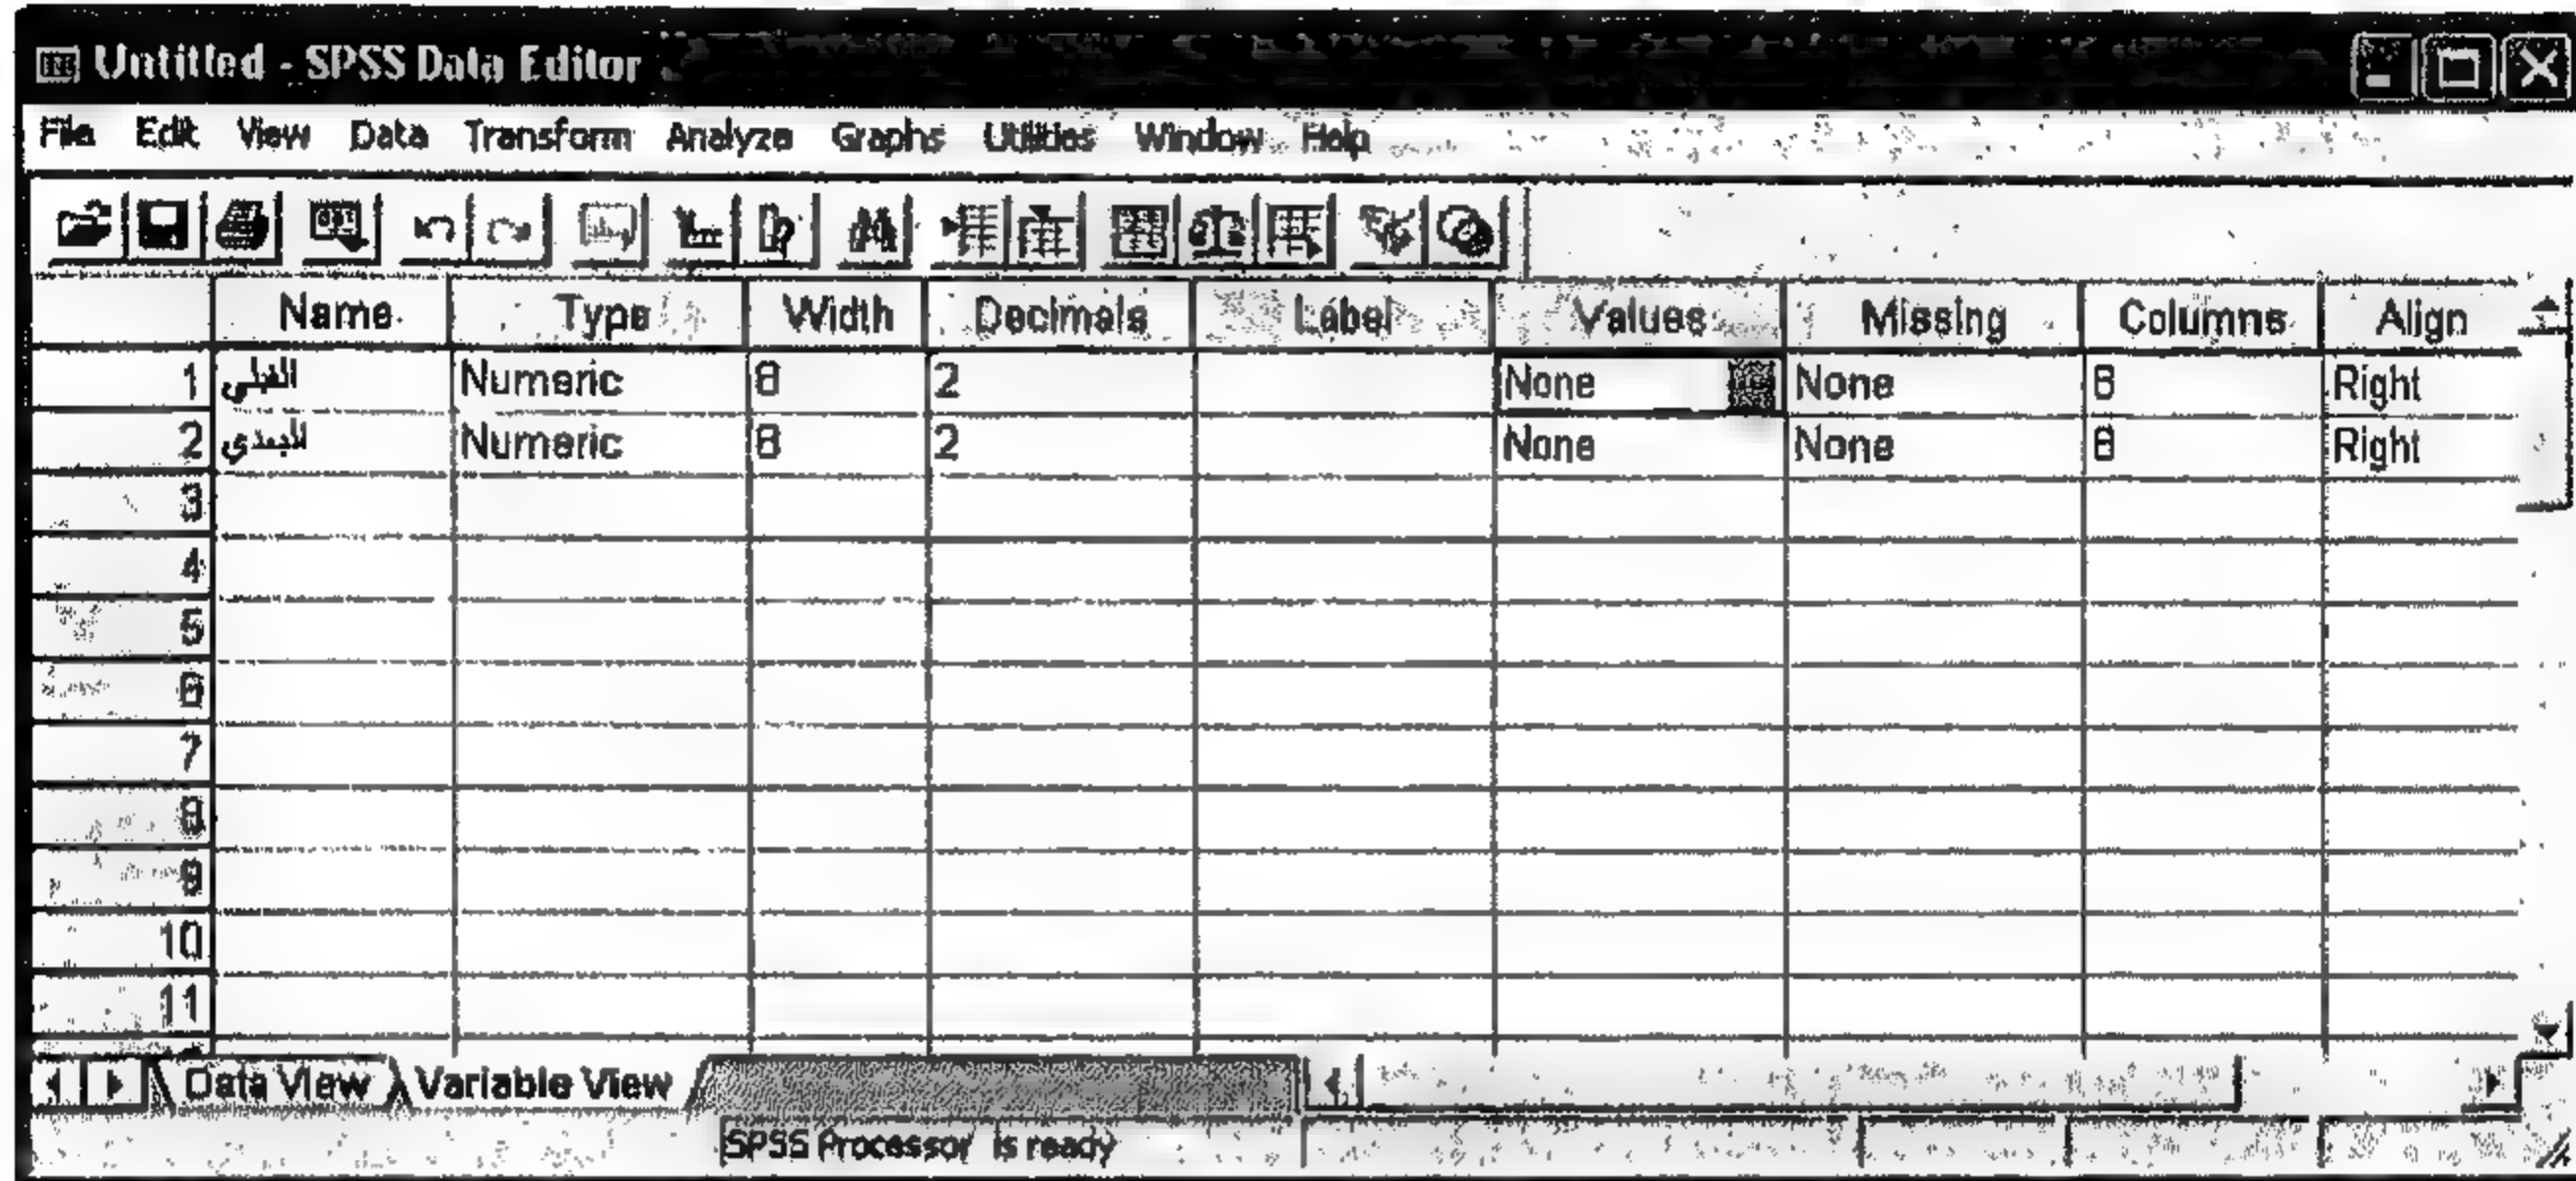 Untitled - SPSS Data Editor
File Edit View Data Transform Analyze Graphs Utilities Window Help
Name Type Width Decimals Label Values Missing Columns Align
1 القبلي Numeric 8 2 None None 8 Right
2 البعدي Numeric 8 2 None None 8 Right
3
4
5
6
7
8
9
10
11
Data View Variable View
SPSS Processor is ready